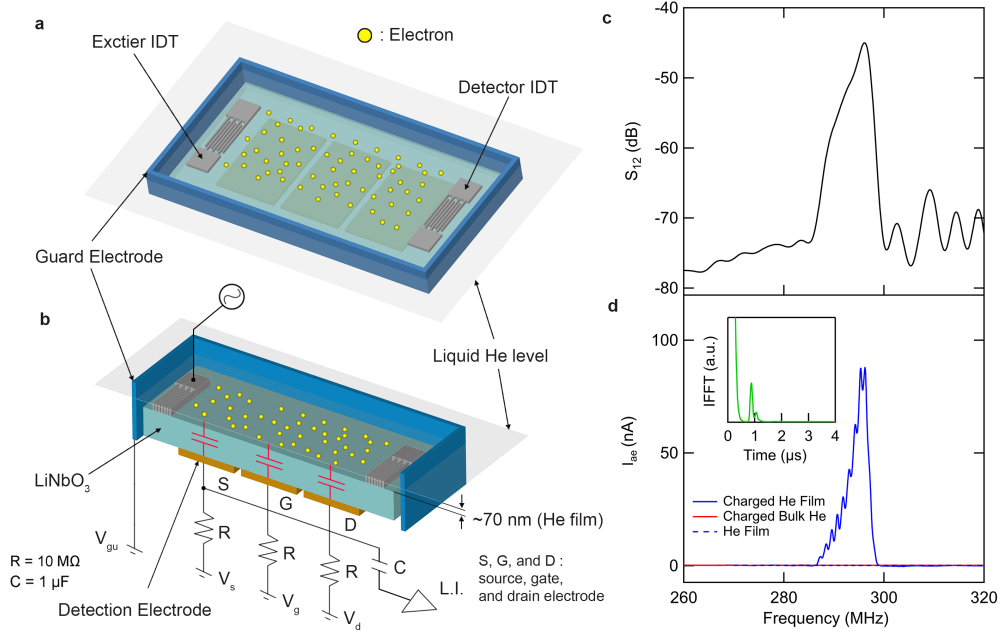 a
: Electron
Exctier IDT
Detector IDT
Guard Electrode
Liquid He level
b
LiNbO3
S
G
D
~70 nm (He film)
Vgu
R
R
R
C
R = 10 MΩ
C = 1 µF
Vs
Vg
Vd
L.I.
S, G, and D :
source, gate,
and drain electrode
Detection Electrode
c
-40
-50
-60
-70
-80
S12 (dB)
d
100
50
0
Iae (nA)
IFFT (a.u.)
0 1 2 3 4
Time (µs)
Charged He Film
Charged Bulk He
He Film
260 280 300 320
Frequency (MHz)